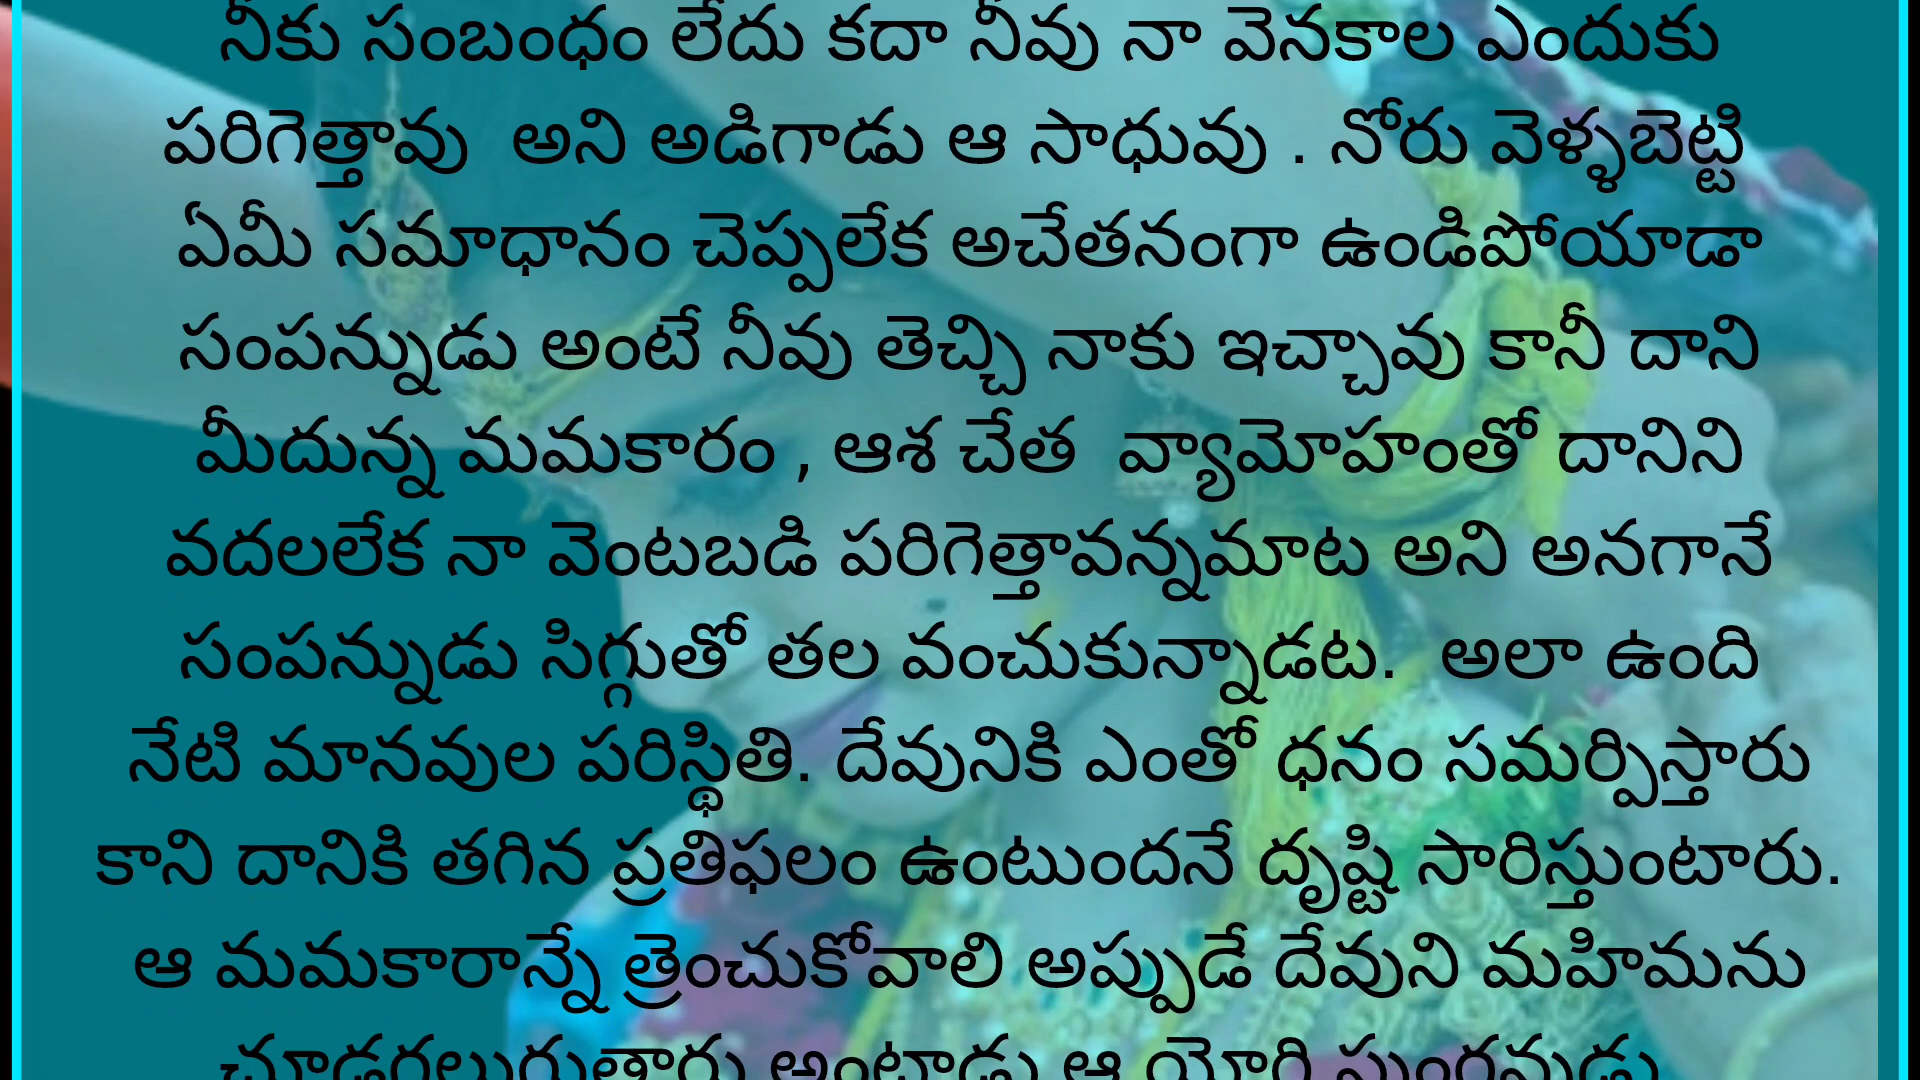 నీకు సంబంధం లేదు కదా నీవు నా వెనకాల ఎందుకు
పరిగెత్తావు అని అడిగాడు ఆ సాధువు . నోరు వెళ్ళబెట్టి
ఏమీ సమాధానం చెప్పలేక అచేతనంగా ఉండిపోయాడా
సంపన్నుడు అంటే నీవు తెచ్చి నాకు ఇచ్చావు కానీ దాని
మీదున్న మమకారం , ఆశ చేత వ్యామోహంతో దానిని
వదలలేక నా వెంటబడి పరిగెత్తావన్నమాట అని అనగానే
సంపన్నుడు సిగ్గుతో తల వంచుకున్నాడట. అలా ఉంది
నేటి మానవుల పరిస్థితి. దేవునికి ఎంతో ధనం సమర్పిస్తారు
కాని దానికి తగిన ప్రతిఫలం ఉంటుందనే దృష్టి సారిస్తుంటారు.
ఆ మమకారాన్నే త్రెంచుకోవాలి అప్పుడే దేవుని మహిమను
చూడగలుగుతారు అంటాడు ఆ యోగి